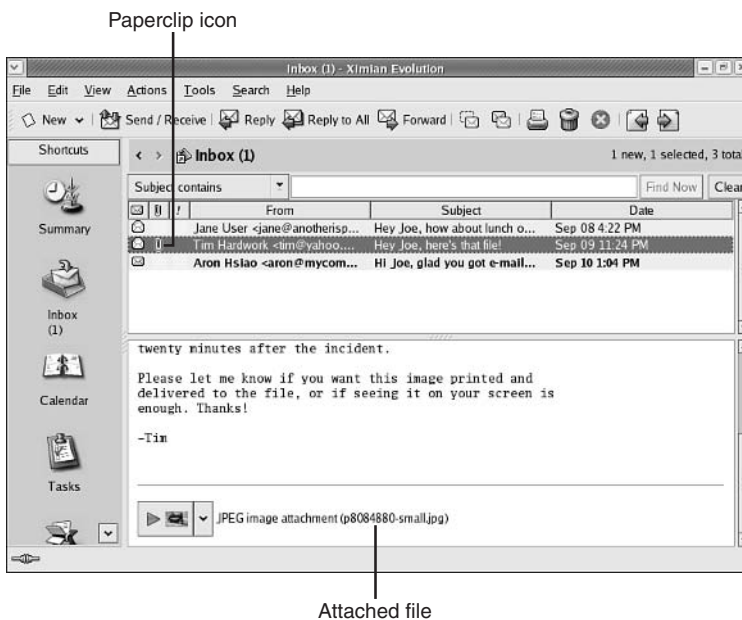 Paperclip icon
Inbox (1) - Ximian Evolution
File Edit View Actions Tools Search Help
New Send / Receive Reply Reply to All Forward
Shortcuts
Inbox (1) 1 new, 1 selected, 3 total
Subject contains Find Now Clear
! From Subject Date
Jane User <jane@anotherisp... Hey Joe, how about lunch o... Sep 08 4:22 PM
Tim Hardwork <tim@yahoo.... Hey Joe, here's that file! Sep 09 11:24 PM
Aron Hsiao <aron@mycom... Hi Joe, glad you got e-mail... Sep 10 1:04 PM
Summary
Inbox
(1)
Calendar
Tasks
twenty minutes after the incident.
Please let me know if you want this image printed and
delivered to the file, or if seeing it on your screen is
enough. Thanks!
-Tim
JPEG image attachment (p8084880-small.jpg)
Attached file